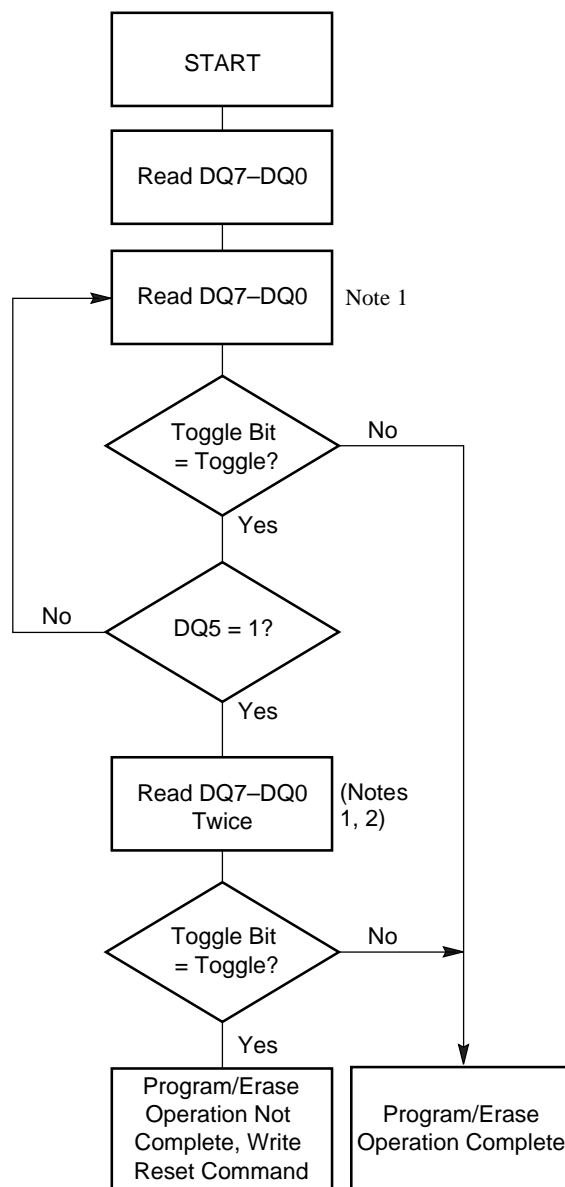 START
Read DQ7–DQ0
Read DQ7–DQ0
Note 1
Toggle Bit
= Toggle?
No
Yes
No
DQ5 = 1?
Yes
Read DQ7–DQ0
Twice
(Notes
1, 2)
Toggle Bit
= Toggle?
No
Yes
Program/Erase
Operation Not
Complete, Write
Reset Command
Program/Erase
Operation Complete